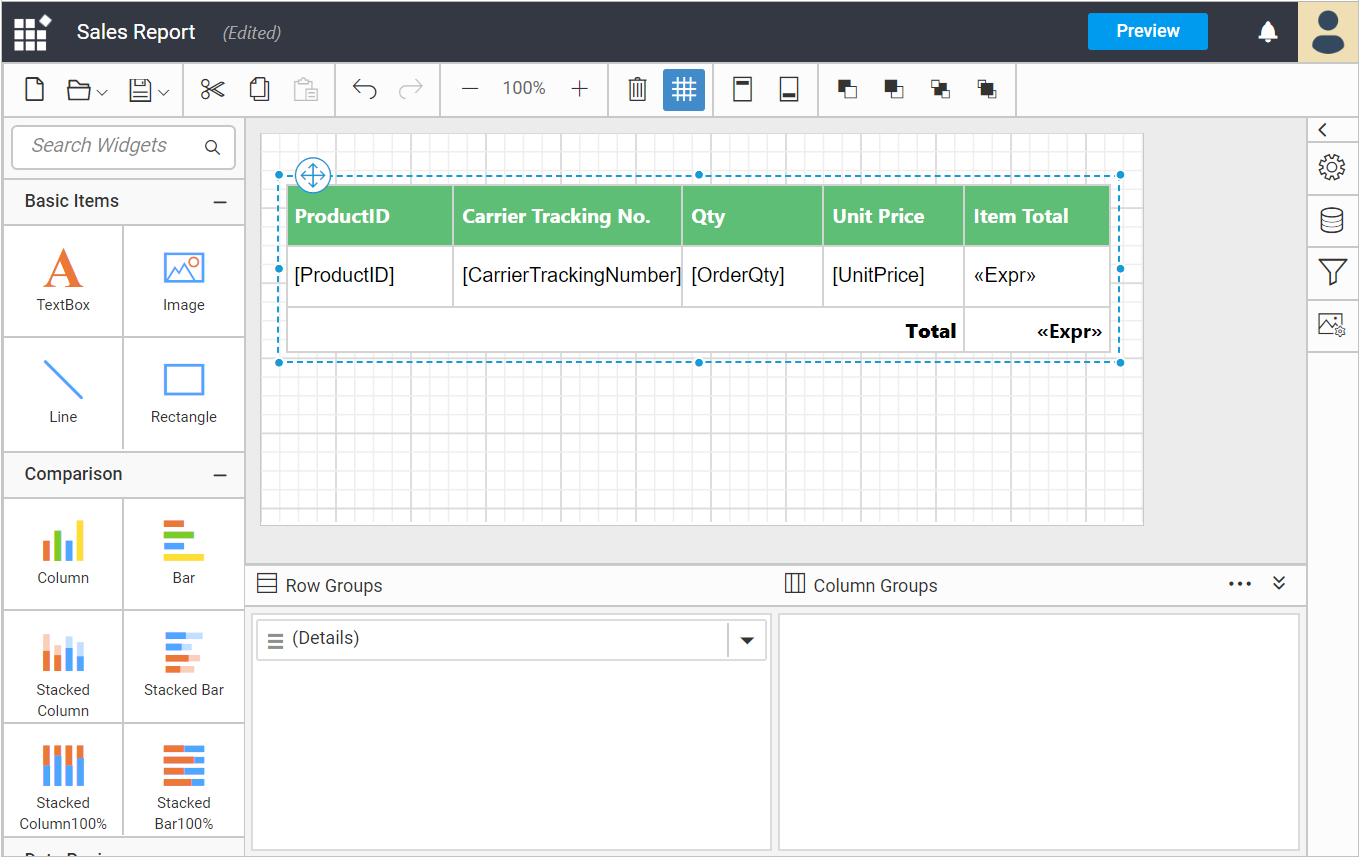 Sales Report (Edited) Preview
100%
Search Widgets
Basic Items
TextBox Image
Line Rectangle
Comparison
Column Bar
Stacked Column Stacked Bar
Stacked Column100% Stacked Bar100%
ProductID Carrier Tracking No. Qty Unit Price Item Total
[ProductID] [CarrierTrackingNumber] [OrderQty] [UnitPrice] «Expr»
Total «Expr»
Row Groups Column Groups
(Details)